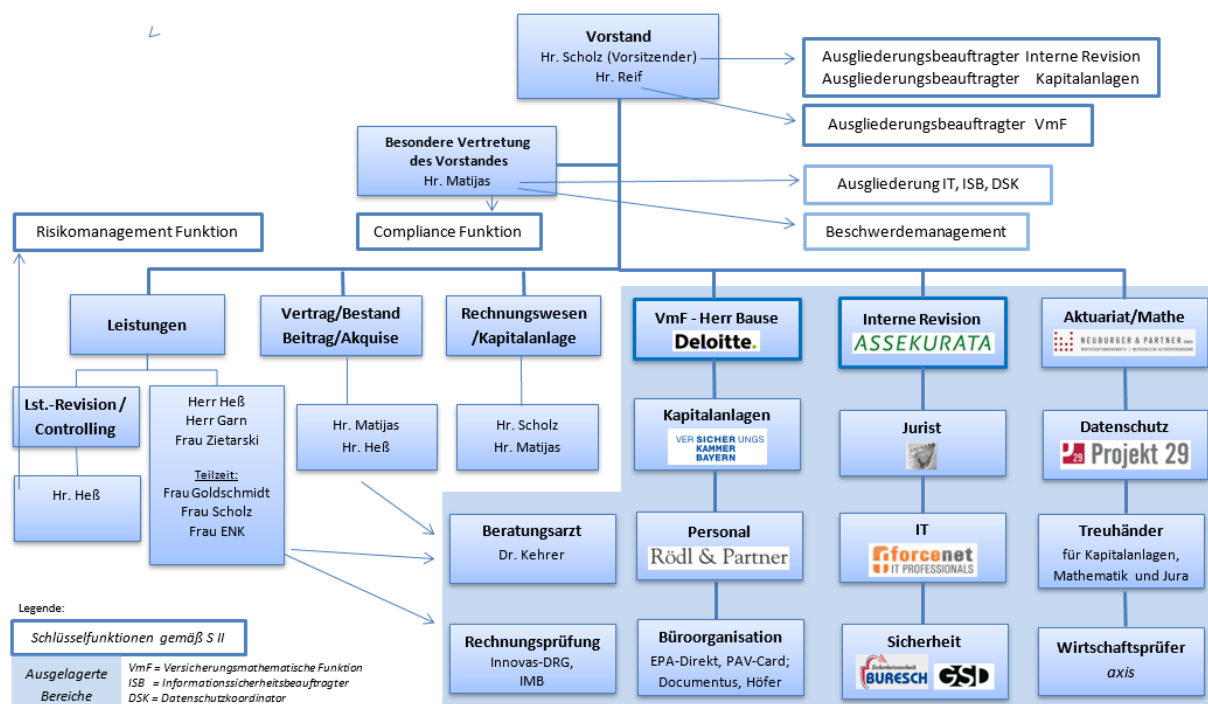 Vorstand
Hr. Scholz (Vorsitzender)
Hr. Reif
Ausgliederungsbeauftragter Interne Revision
Ausgliederungsbeauftragter Kapitalanlagen
Ausgliederungsbeauftragter VmF
Besondere Vertretung
des Vorstandes
Hr. Matijas
Ausgliederung IT, ISB, DSK
Beschwerdemanagement
Risikomanagement Funktion
Compliance Funktion
Leistungen
Vertrag/Bestand
Beitrag/Akquise
Rechnungswesen
/Kapitalanlage
VmF - Herr Bause
Deloitte.
Interne Revision
ASSEKURATA
Aktuariat/Mathe
NEUBURGER & PARTNER
Lst.-Revision /
Controlling
Herr Heß
Herr Garn
Frau Zietarski
Teilzeit:
Frau Goldschmidt
Frau Scholz
Frau ENK
Hr. Matijas
Hr. Heß
Hr. Scholz
Hr. Matijas
Kapitalanlagen
VER SICHER UNGS
KAMMER
BAYERN
Jurist
Datenschutz
29 Projekt 29
Hr. Heß
Beratungsarzt
Dr. Kehrer
Personal
Rödl & Partner
IT
forcenet
IT PROFESSIONALS
Treuhänder
für Kapitalanlagen,
Mathematik und Jura
Rechnungsprüfung
Innovas-DRG,
IMB
Büroorganisation
EPA-Direkt, PAV-Card;
Documentus, Höfer
Sicherheit
Sicherheitstechnik
BURESCH
GSD
Wirtschaftsprüfer
axis
Legende:
Schlüsselfunktionen gemäß S II
Ausgelagerte
Bereiche
VmF = Versicherungsmathematische Funktion
ISB = Informationssicherheitsbeauftragter
DSK = Datenschutzkoordinator